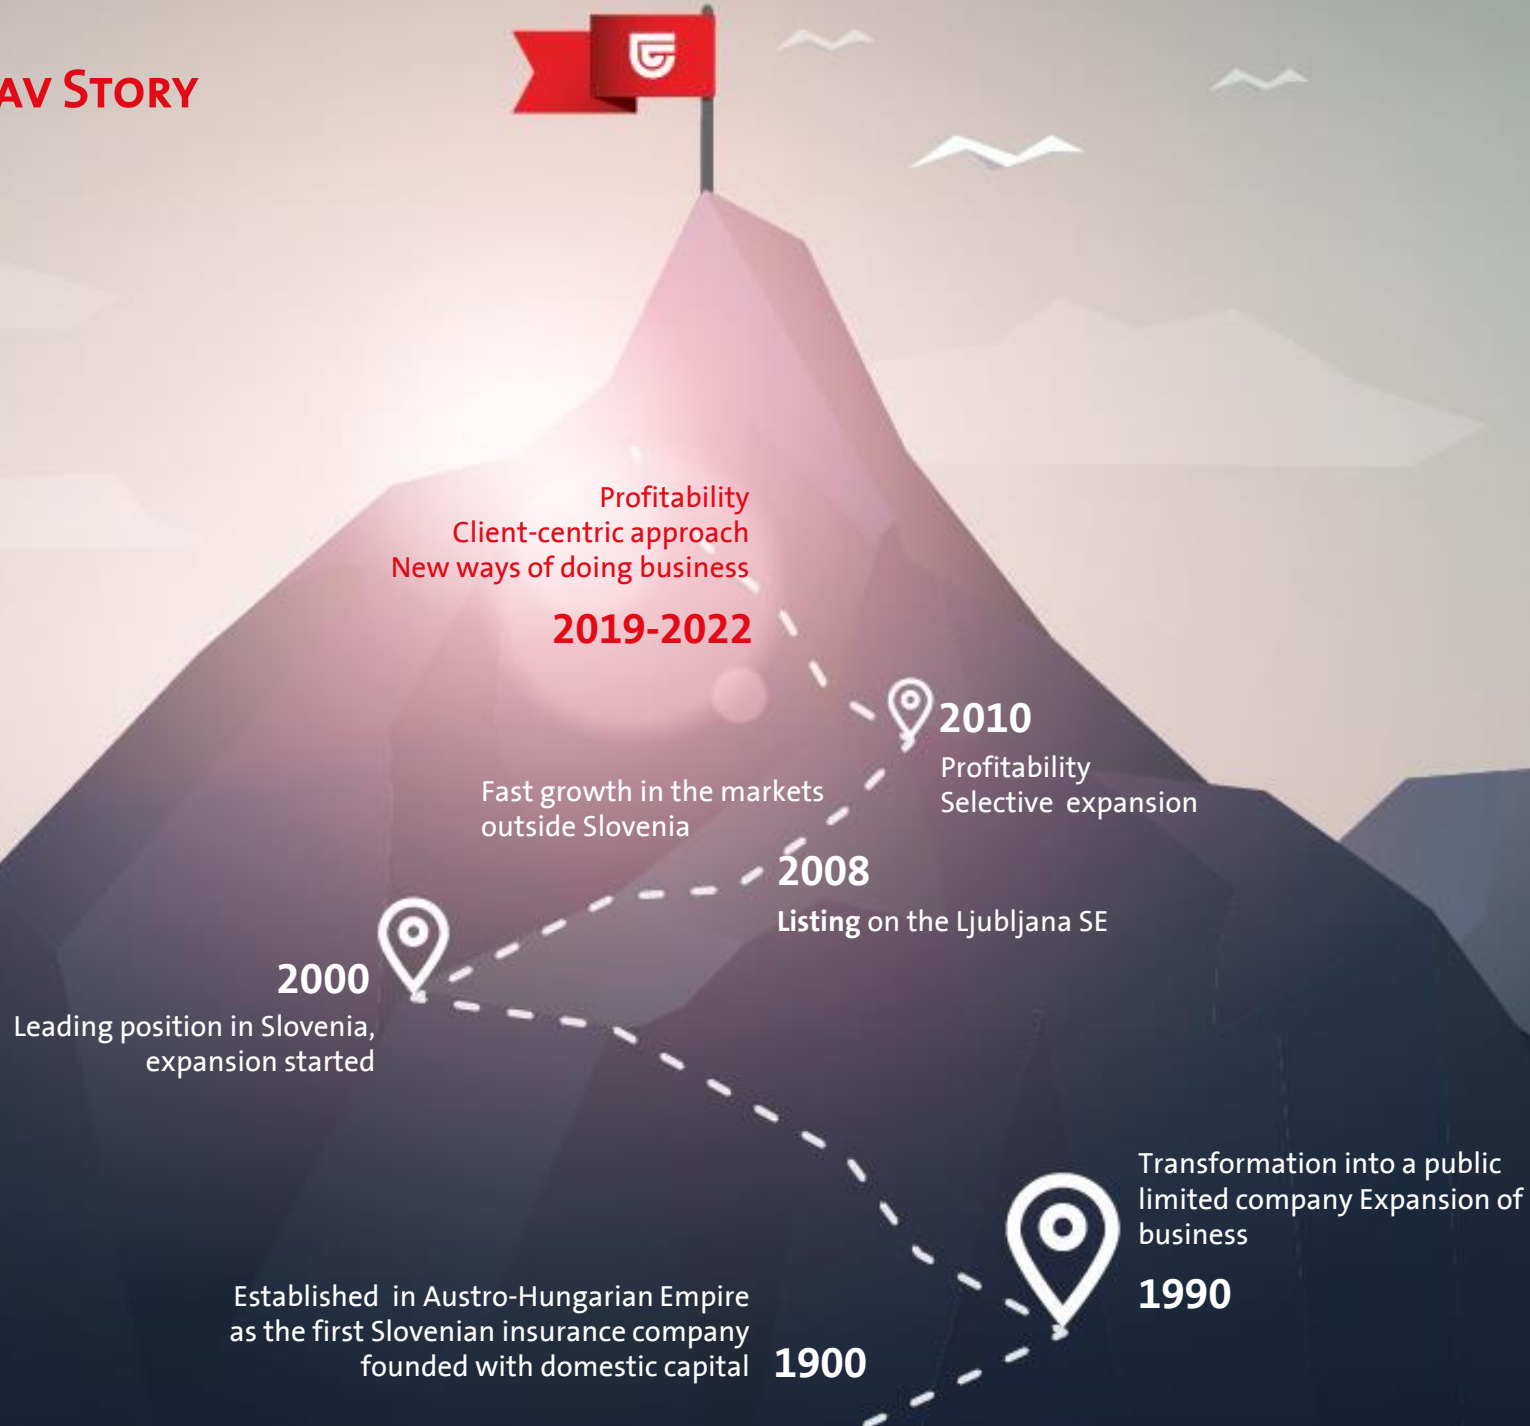 AV STORY
Profitability
Client-centric approach
New ways of doing business
2019-2022
2010
Profitability
Selective expansion
Fast growth in the markets
outside Slovenia
2008
Listing on the Ljubljana SE
2000
Leading position in Slovenia,
expansion started
Transformation into a public
limited company Expansion of
business
1990
Established in Austro-Hungarian Empire
as the first Slovenian insurance company
founded with domestic capital
1900